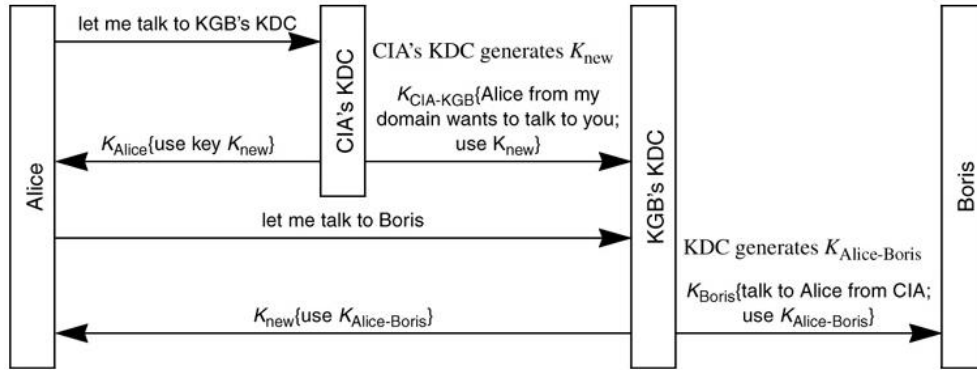 let me talk to KGB's KDC
CIA's KDC generates K_new
K_CIA-KGB{Alice from my
domain wants to talk to you;
use K_new}
K_Alice{use key K_new}
CIA's KDC
Alice
KGB's KDC
Boris
let me talk to Boris
KDC generates K_Alice-Boris
K_Boris{talk to Alice from CIA;
use K_Alice-Boris}
K_new{use K_Alice-Boris}